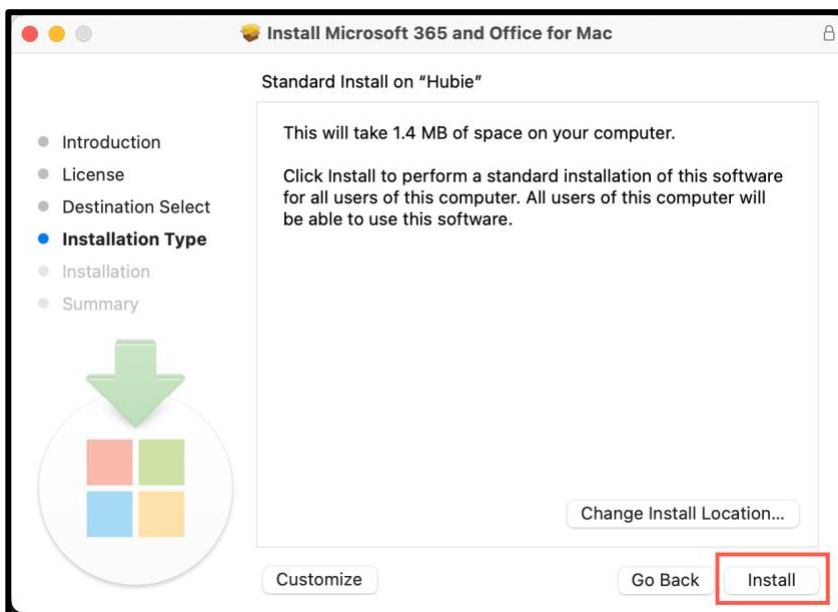 Install Microsoft 365 and Office for Mac
Standard Install on “Hubie”
Introduction
License
Destination Select
Installation Type
Installation
Summary
This will take 1.4 MB of space on your computer.
Click Install to perform a standard installation of this software
for all users of this computer. All users of this computer will
be able to use this software.
Change Install Location...
Customize
Go Back
Install